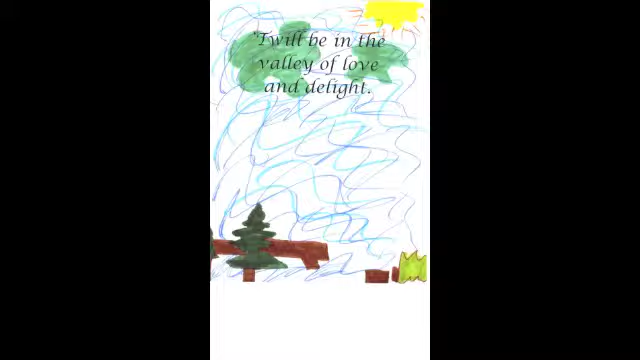 'Twill be in the
valley of love
and delight.